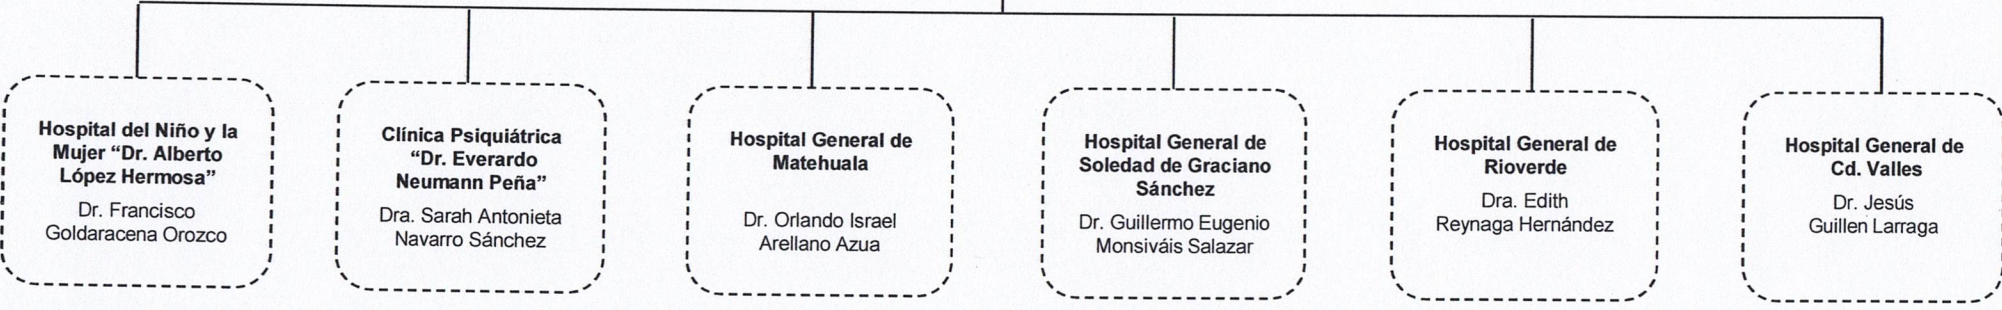 Hospital del Niño y la
Mujer “Dr. Alberto
López Hermosa”
Dr. Francisco
Goldaracena Orozco
Clínica Psiquiátrica
“Dr. Everardo
Neumann Peña”
Dra. Sarah Antonieta
Navarro Sánchez
Hospital General de
Matehuala
Dr. Orlando Israel
Arellano Azua
Hospital General de
Soledad de Graciano
Sánchez
Dr. Guillermo Eugenio
Monsiváis Salazar
Hospital General de
Rioverde
Dra. Edith
Reynaga Hernández
Hospital General de
Cd. Valles
Dr. Jesús
Guillen Larraga